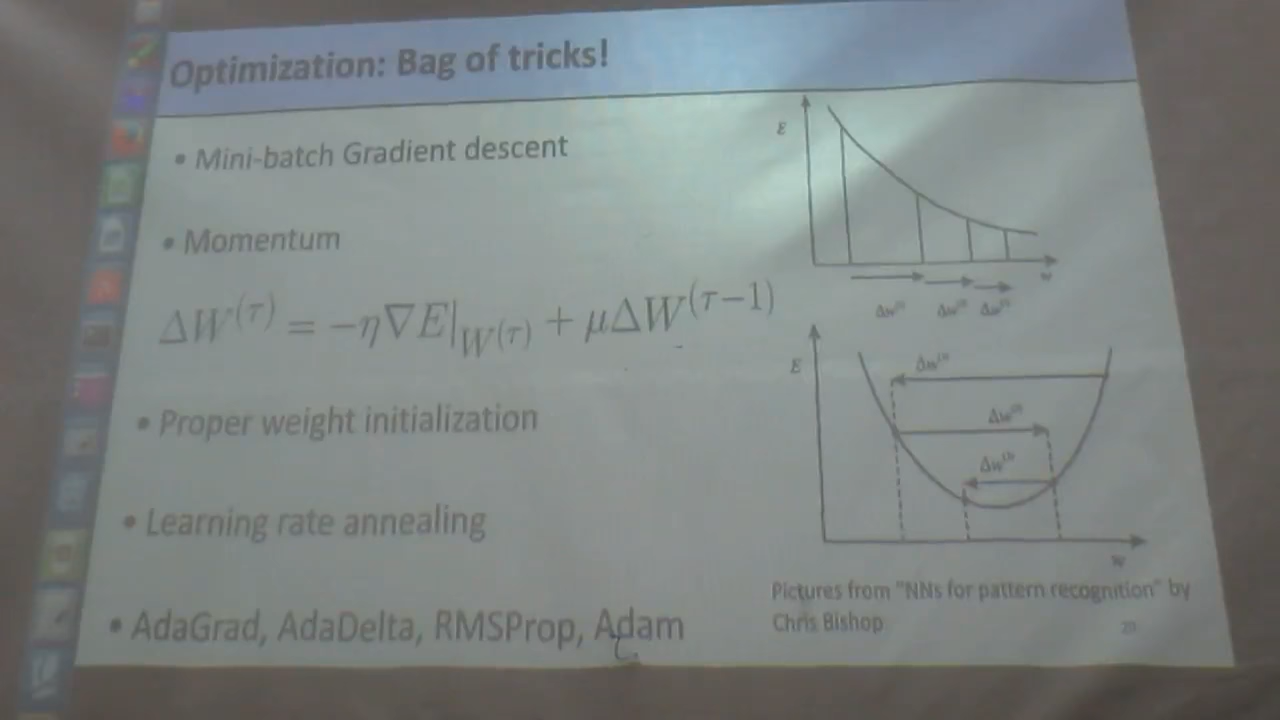 Optimization: Bag of tricks!
• Mini-batch Gradient descent
• Momentum
ΔW^(τ) = −η∇E|_W(τ) + μΔW^(τ−1)
• Proper weight initialization
• Learning rate annealing
• AdaGrad, AdaDelta, RMSProp, Adam
E
w
E
w
Pictures from "NNs for pattern recognition" by
Chris Bishop
20